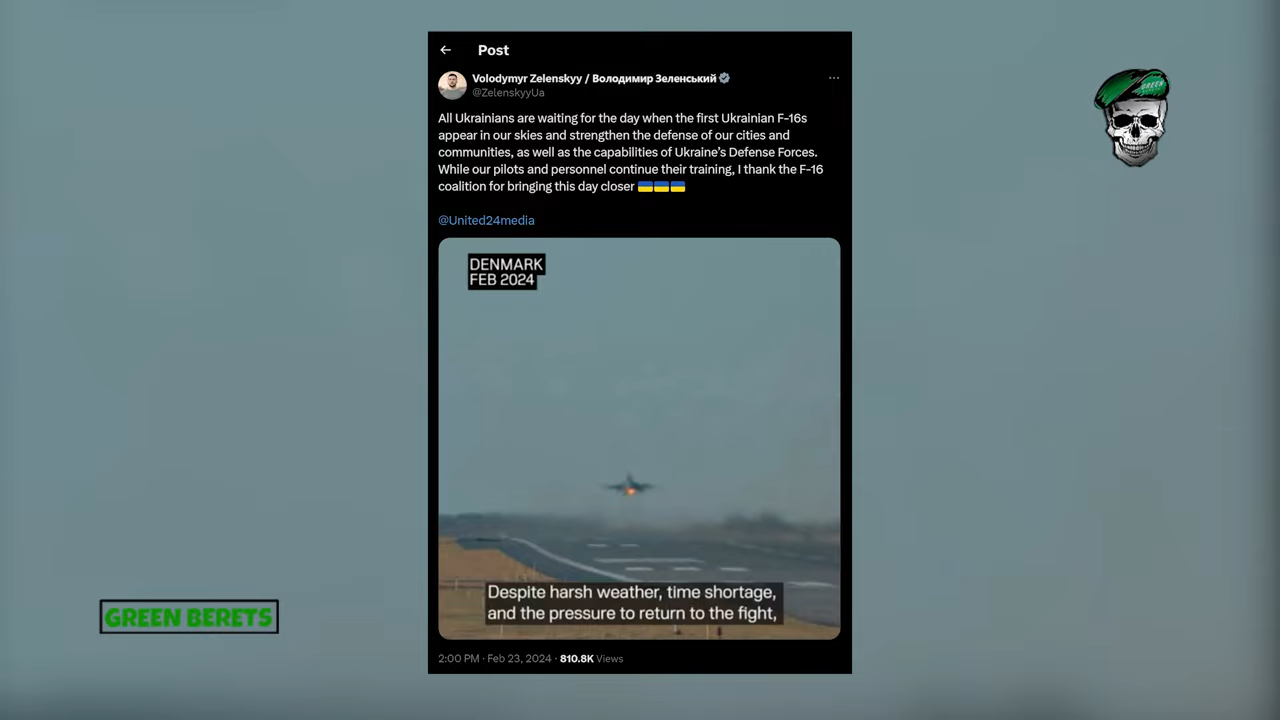 Post
Volodymyr Zelenskyy / Володимир Зеленський
@ZelenskyyUa
All Ukrainians are waiting for the day when the first Ukrainian F-16s
appear in our skies and strengthen the defense of our cities and
communities, as well as the capabilities of Ukraine's Defense Forces.
While our pilots and personnel continue their training, I thank the F-16
coalition for bringing this day closer 🇺🇦🇺🇦🇺🇦
@United24media
DENMARK
FEB 2024
Despite harsh weather, time shortage,
and the pressure to return to the fight,
2:00 PM · Feb 23, 2024 · 810.8K Views
GREEN BERETS
GREEN